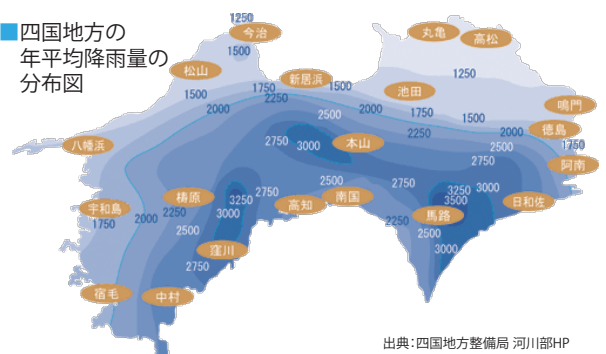 ■四国地方の
年平均降雨量の
分布図
1250
今治
1500
丸亀
高松
松山
1250
新居浜
1750
1500
1500
2250
池田
2000
2000
1750
鳴門
2500
1500
2250
2000
徳島
2750
3000
本山
2500
1750
八幡浜
2750
阿南
2500
2750
3250
3000
梼原
2750
3250
高知
南国
3500
日和佐
宇和島
2250
3000
馬路
1750
2000
2250
2500
2500
窪川
3000
2750
宿毛
中村
出典：四国地方整備局 河川部HP